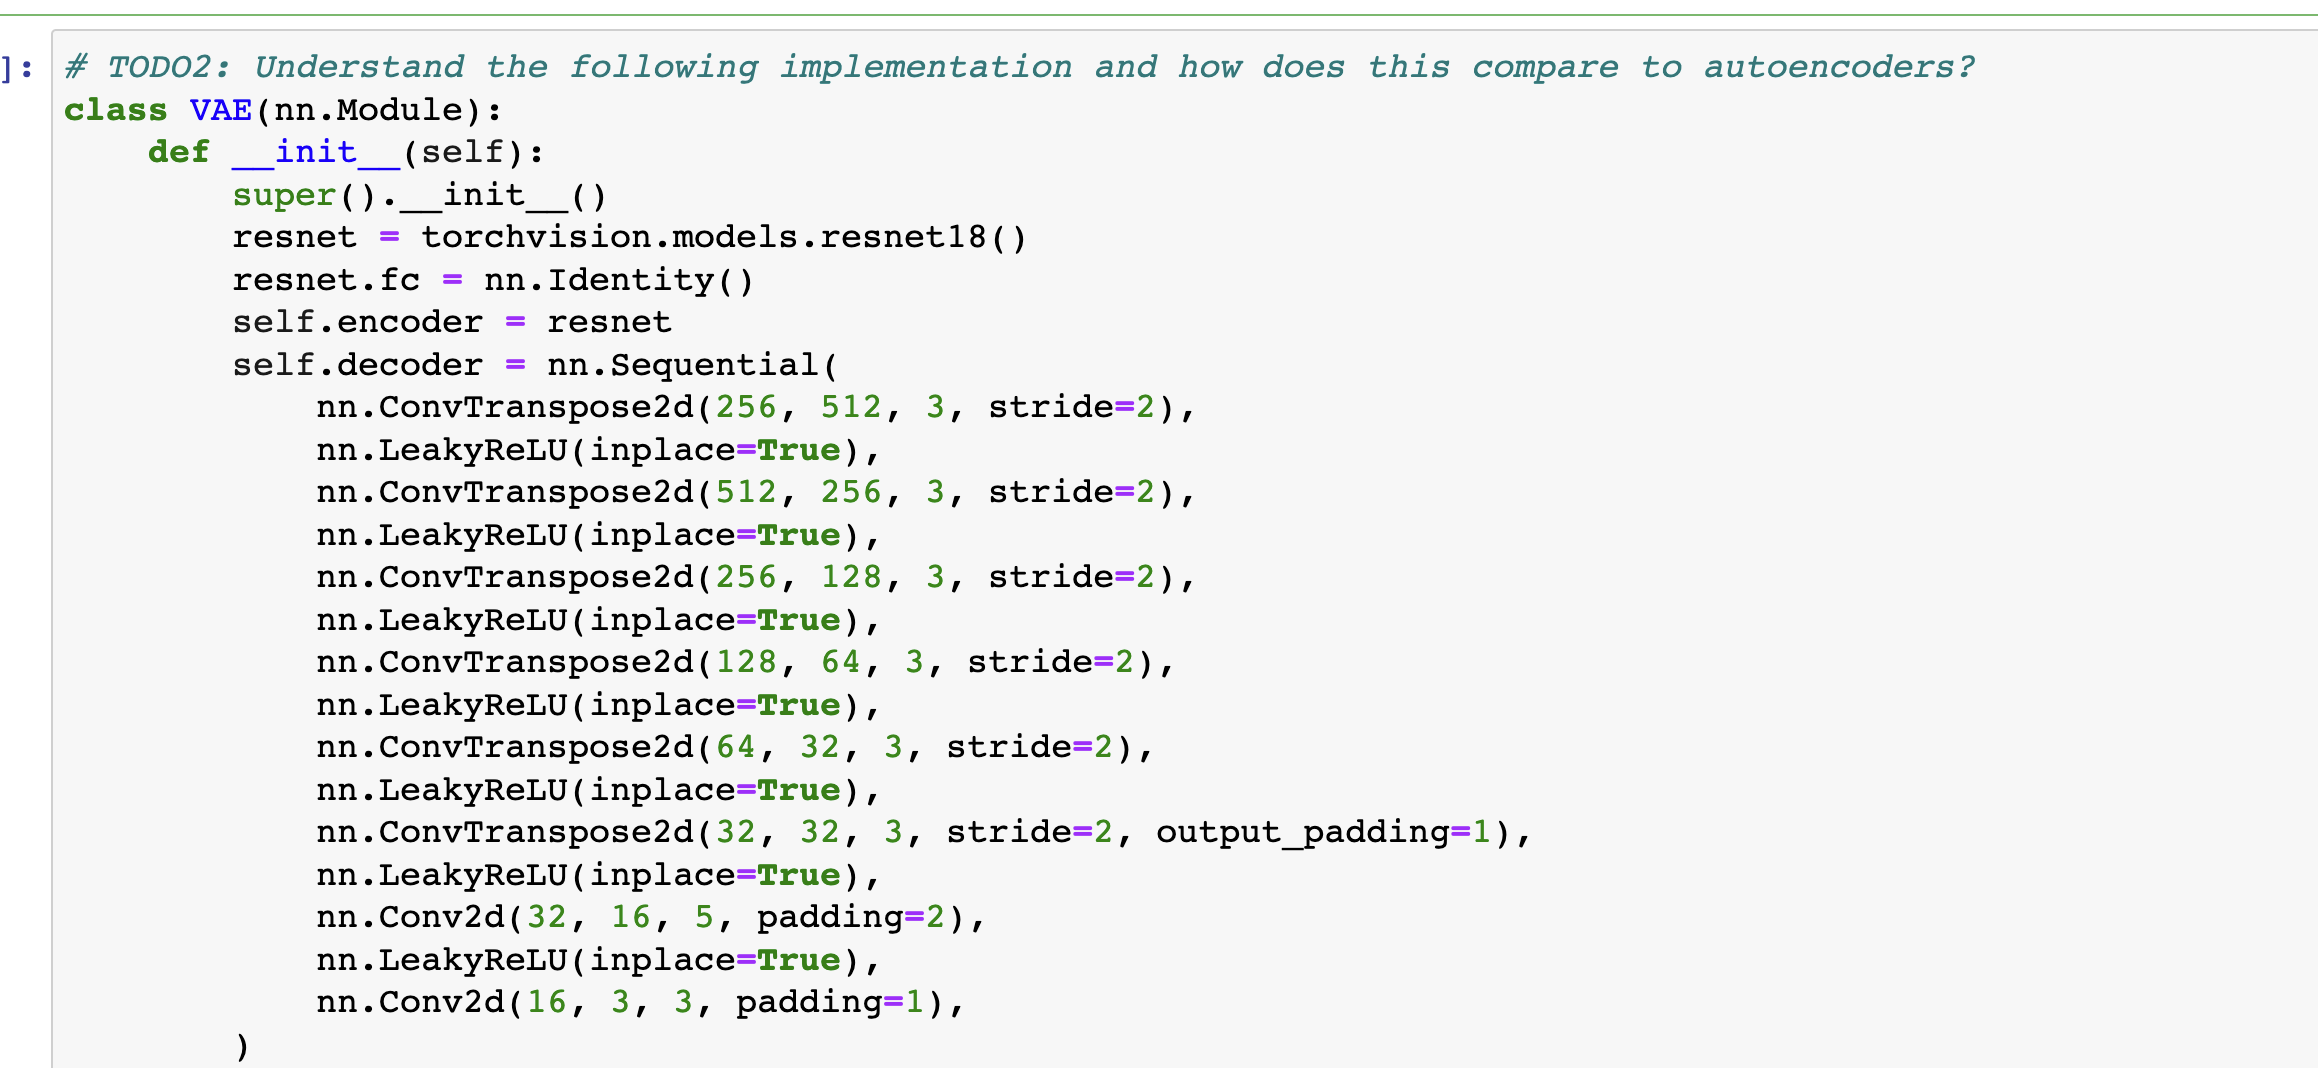 ]: # TODO2: Understand the following implementation and how does this compare to autoencoders?
class VAE(nn.Module):
    def __init__(self):
        super().__init__()
        resnet = torchvision.models.resnet18()
        resnet.fc = nn.Identity()
        self.encoder = resnet
        self.decoder = nn.Sequential(
            nn.ConvTranspose2d(256, 512, 3, stride=2),
            nn.LeakyReLU(inplace=True),
            nn.ConvTranspose2d(512, 256, 3, stride=2),
            nn.LeakyReLU(inplace=True),
            nn.ConvTranspose2d(256, 128, 3, stride=2),
            nn.LeakyReLU(inplace=True),
            nn.ConvTranspose2d(128, 64, 3, stride=2),
            nn.LeakyReLU(inplace=True),
            nn.ConvTranspose2d(64, 32, 3, stride=2),
            nn.LeakyReLU(inplace=True),
            nn.ConvTranspose2d(32, 32, 3, stride=2, output_padding=1),
            nn.LeakyReLU(inplace=True),
            nn.Conv2d(32, 16, 5, padding=2),
            nn.LeakyReLU(inplace=True),
            nn.Conv2d(16, 3, 3, padding=1),
        )